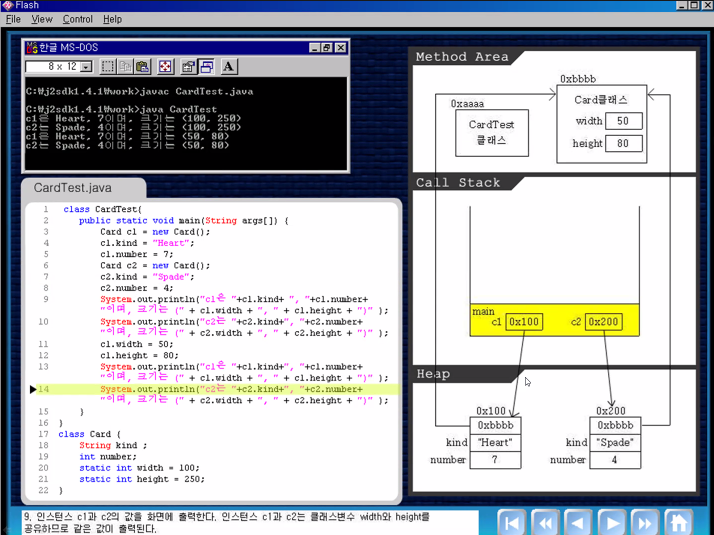 Flash
File View Control Help
한글 MS-DOS
8 x 12
A
C:\j2sdk1.4.1\work>javac CardTest.java
C:\j2sdk1.4.1\work>java CardTest
c1은 Heart, 7이며, 크기는 (100, 250)
c2는 Spade, 4이며, 크기는 (100, 250)
c1은 Heart, 7이며, 크기는 (50, 80)
c2는 Spade, 4이며, 크기는 (50, 80)
CardTest.java
1 class CardTest{
2 public static void main(String args[]) {
3 Card c1 = new Card();
4 c1.kind = "Heart";
5 c1.number = 7;
6 Card c2 = new Card();
7 c2.kind = "Spade";
8 c2.number = 4;
9 System.out.println("c1은 "+c1.kind+ ", "+c1.number+
"이며, 크기는 (" + c1.width + ", " + c1.height + ")" );
10 System.out.println("c2는 "+c2.kind+", "+c2.number+
"이며, 크기는 (" + c2.width + ", " + c2.height + ")" );
11 c1.width = 50;
12 c1.height = 80;
13 System.out.println("c1은 "+c1.kind+", "+c1.number+
"이며, 크기는 (" + c1.width + ", " + c1.height + ")" );
14 System.out.println("c2는 "+c2.kind+", "+c2.number+
"이며, 크기는 (" + c2.width + ", " + c2.height + ")" );
15 }
16 }
17 class Card {
18 String kind ;
19 int number;
20 static int width = 100;
21 static int height = 250;
22 }
Method Area
0xbbbb
Card클래스
width 50
height 80
0xaaaa
CardTest
클래스
Call Stack
main
c1 0x100 c2 0x200
Heap
0x100 0x200
0xbbbb 0xbbbb
kind "Heart" kind "Spade"
number 7 number 4
9. 인스턴스 c1과 c2의 값을 화면에 출력한다. 인스턴스 c1과 c2는 클래스변수 width와 height를
공유하므로 같은 값이 출력된다.